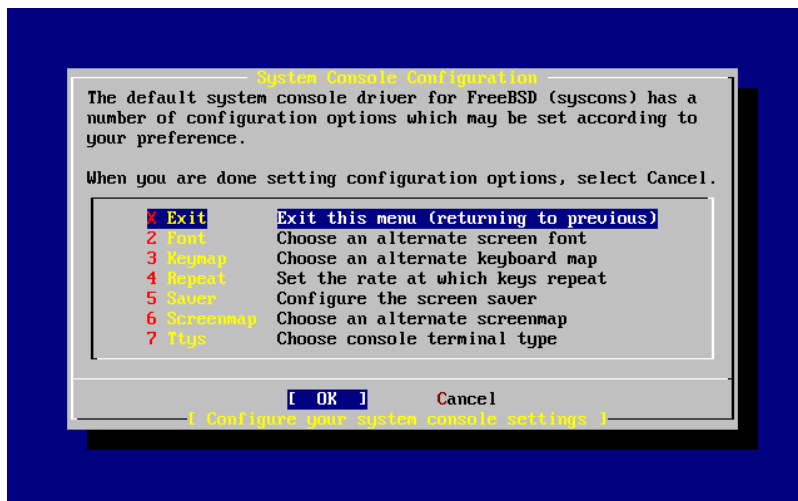 System Console Configuration
The default system console driver for FreeBSD (syscons) has a
number of configuration options which may be set according to
your preference.
When you are done setting configuration options, select Cancel.
X Exit Exit this menu (returning to previous)
2 Font Choose an alternate screen font
3 Keymap Choose an alternate keyboard map
4 Repeat Set the rate at which keys repeat
5 Saver Configure the screen saver
6 Screenmap Choose an alternate screenmap
7 Ttys Choose console terminal type
[ OK ] Cancel
[ Configure your system console settings ]